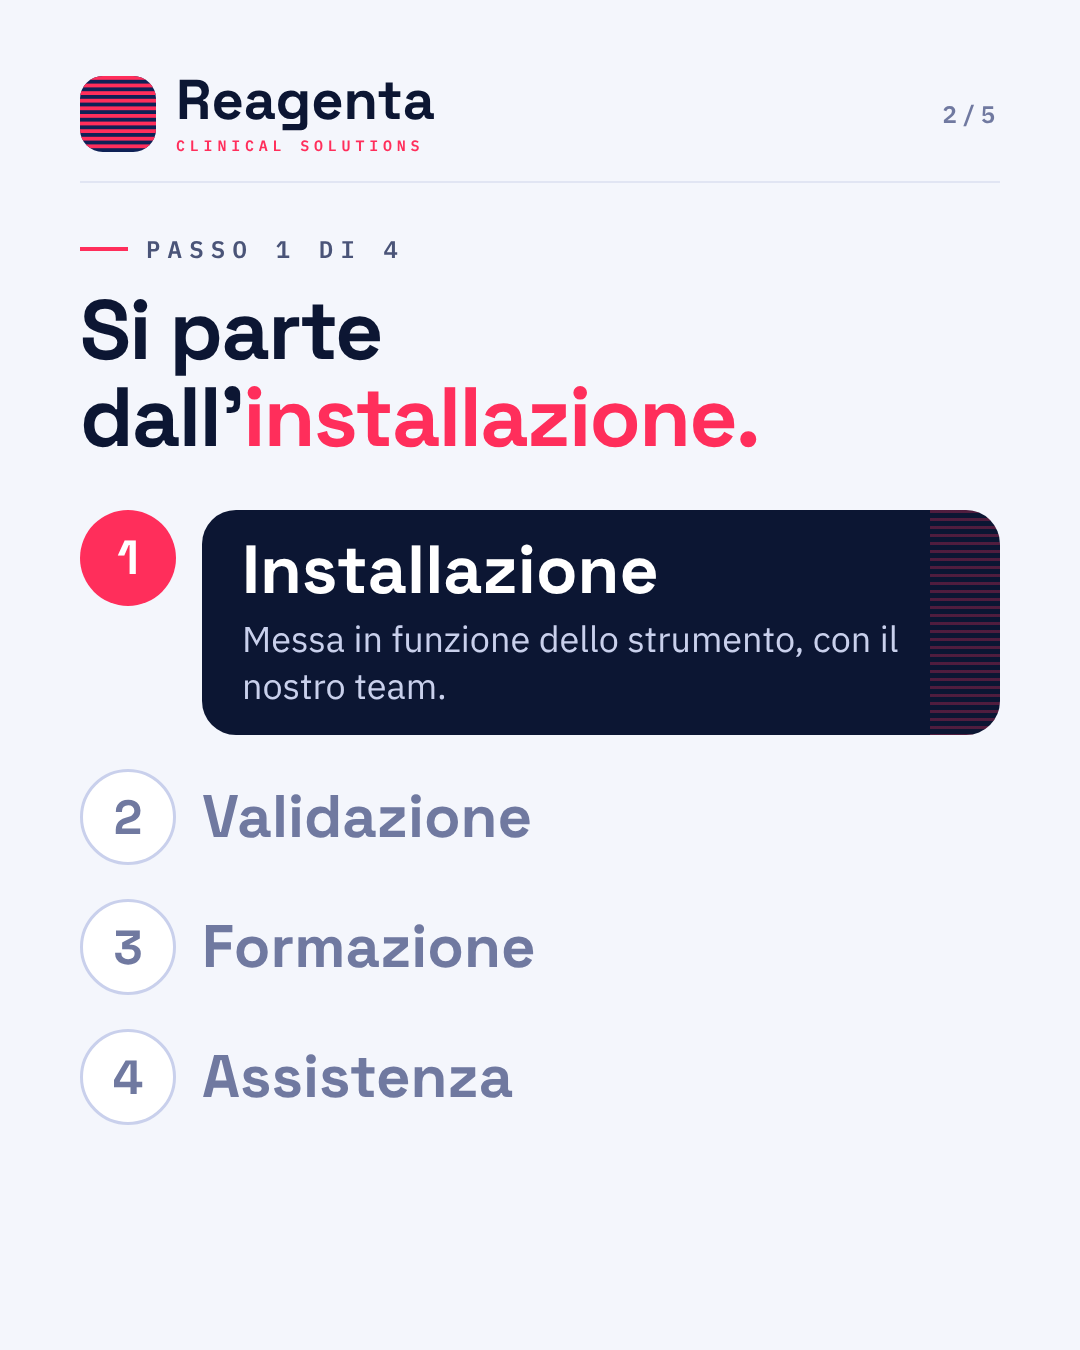 Reagenta
CLINICAL SOLUTIONS
2/5
PASSO 1 DI 4
Si parte
dall’installazione.
1
Installazione
Messa in funzione dello strumento, con il
nostro team.
2
Validazione
3
Formazione
4
Assistenza